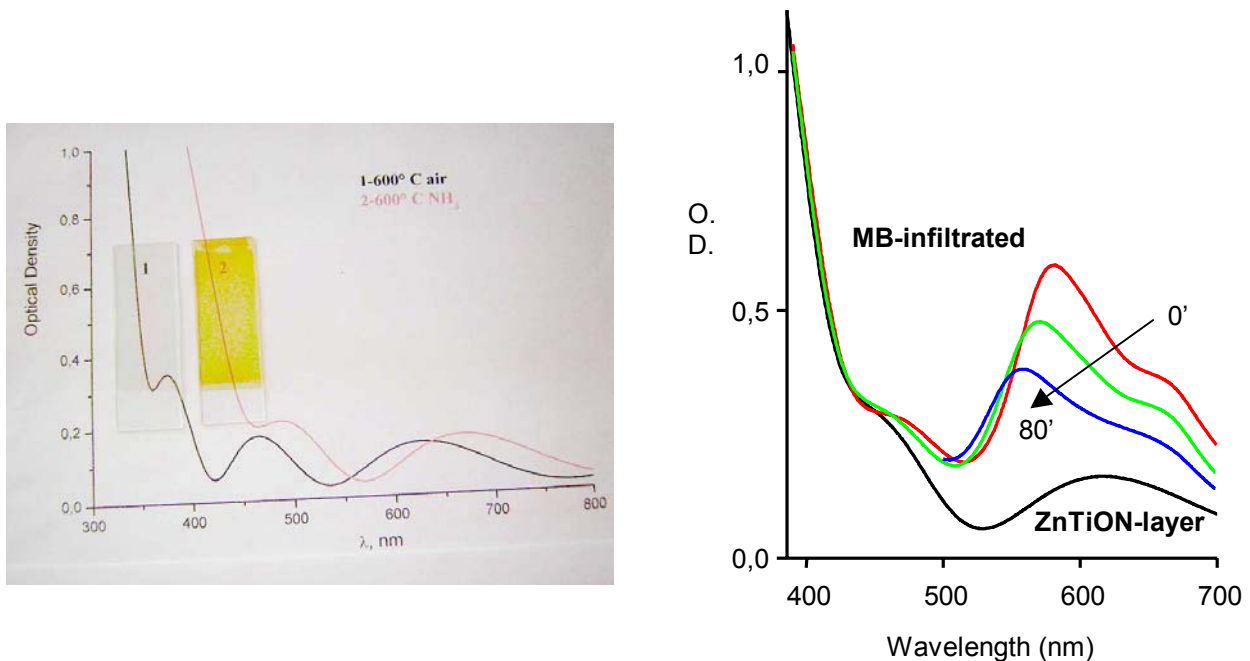 1,0
0.8
0,6
0,4
0,2
0,0
Optical Density
300
400
500
600
700
800
λ, nm
1-600° C air
2-600° C NH3
1
2
1,0
0,5
0,0
O.
D.
MB-infiltrated
0'
80'
ZnTiON-layer
400
500
600
700
Wavelength (nm)